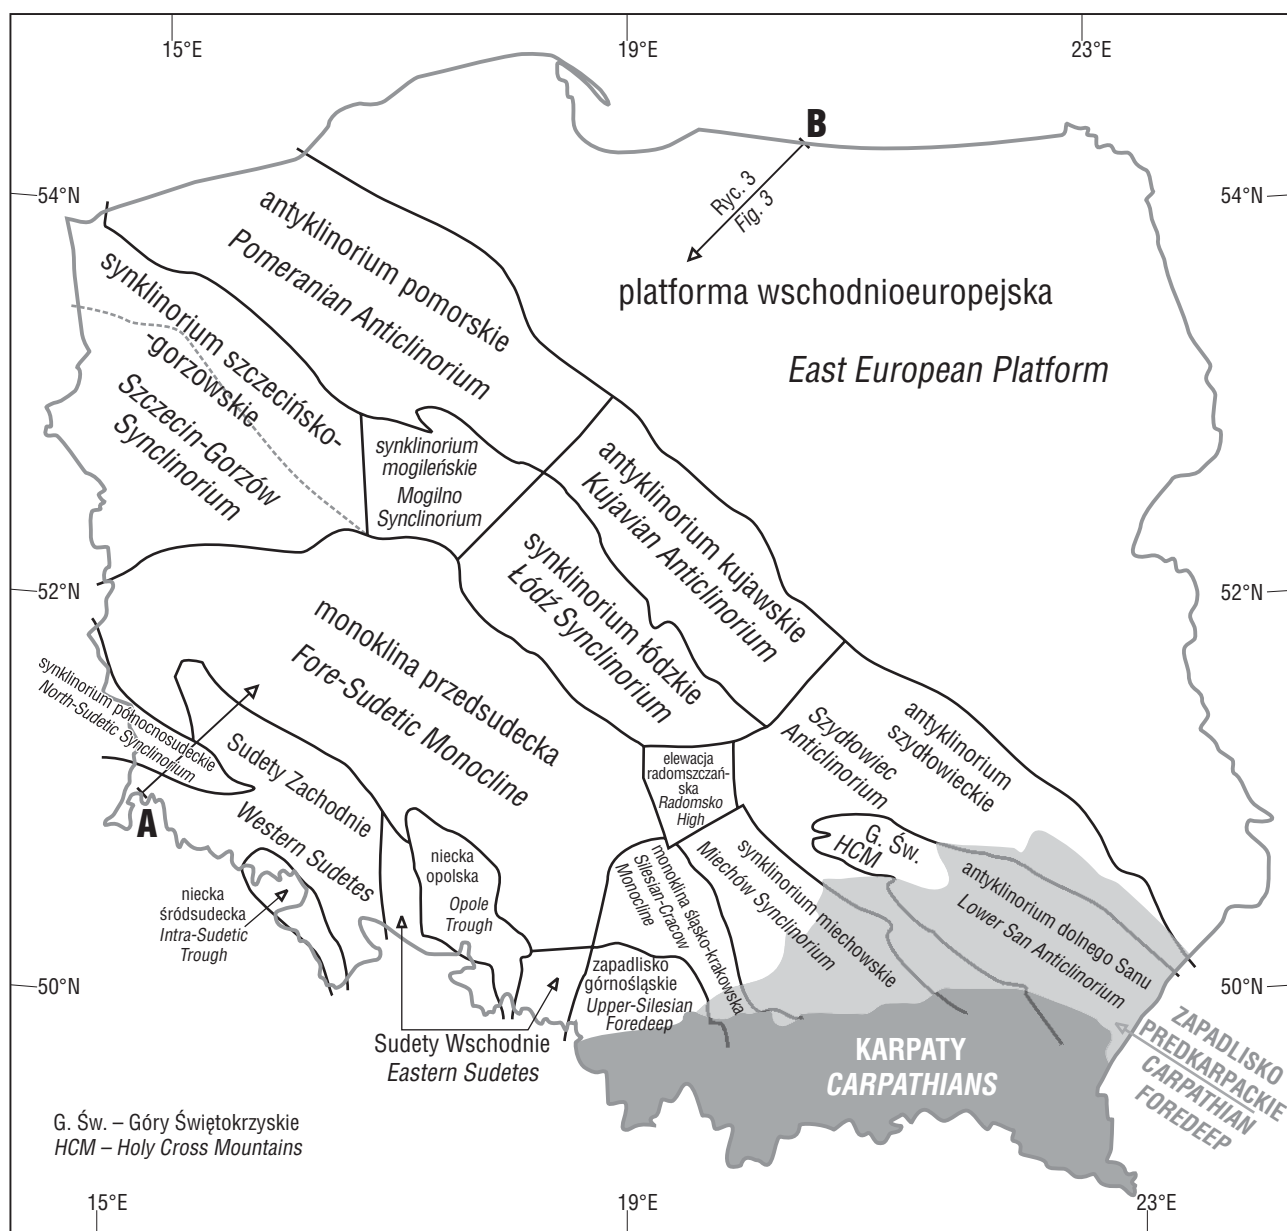 15°E
19°E
23°E
54°N
54°N
B
Ryc. 3
Fig. 3
antyklinorium pomorskie
Pomeranian Anticlinorium
platforma wschodnioeuropejska
East European Platform
synklinorium szczecińsko-
-gorzowskie
Szczecin-Gorzów
Synclinorium
synklinorium
mogileńskie
Mogilno
Synclinorium
antyklinorium kujawskie
Kujavian Anticlinorium
synklinorium łódzkie
Łódź Synclinorium
52°N
52°N
monoklina przedsudecka
Fore-Sudetic Monocline
synklinorium północnosudeckie
North-Sudetic Synclinorium
A
Sudety Zachodnie
Western Sudetes
niecka
śródsudecka
Intra-Sudetic
Trough
niecka
opolska
Opole
Trough
elewacja
radomszczań-
ska
Radomsko
High
antyklinorium
szydłowieckie
Szydłowiec
Anticlinorium
G. Św.
HCM
monoklina śląsko-krakowska
Silesian-Cracow
Monocline
synklinorium miechowskie
Miechów Synclinorium
antyklinorium dolnego Sanu
Lower San Anticlinorium
50°N
50°N
zapadlisko
górnośląskie
Upper-Silesian
Foredeep
Sudety Wschodnie
Eastern Sudetes
KARPATY
CARPATHIANS
ZAPADLISKO
PREDKARPACKIE
CARPATHIAN
FOREDEEP
G. Św. – Góry Świętokrzyskie
HCM – Holy Cross Mountains
15°E
19°E
23°E